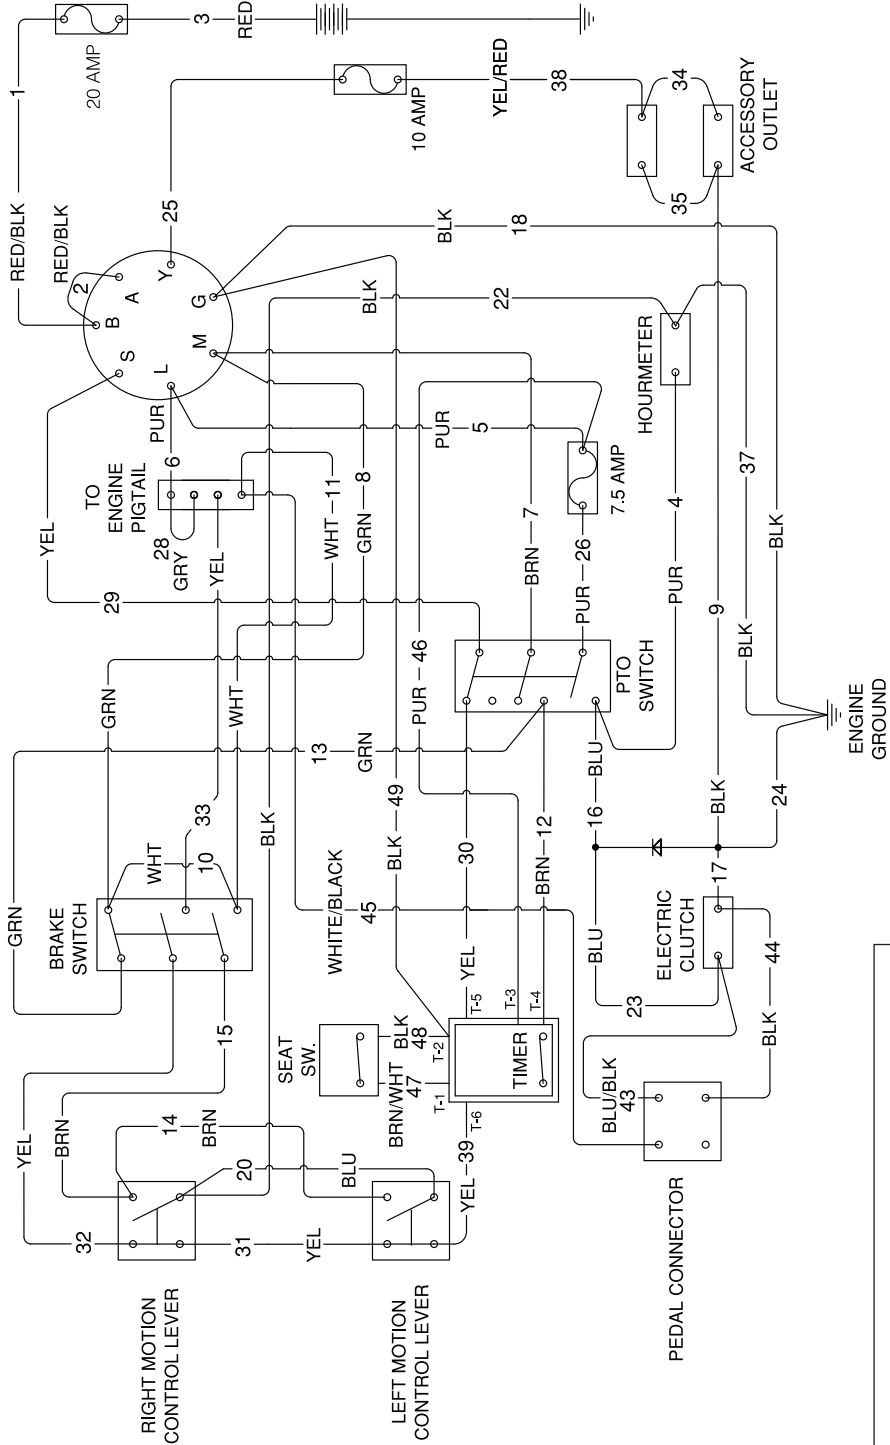 GRN
YEL
BRN
32
RIGHT MOTION
CONTROL LEVER
14
BRN
15
BRAKE
SWITCH
GRN
WHT
10
33
WHT
YEL
29
YEL
RED/BLK
1
RED/BLK
2
20 AMP
3
RED
S
B
A
L
Y
M
G
PUR
6
TO
ENGINE
PIGTAIL
28
GRY
YEL
25
20
31
BLK
YEL
SEAT
SW.
WHITE/BLACK
45
13
GRN
WHT
11
GRN
8
BLK
BLU
LEFT MOTION
CONTROL LEVER
BRN/WHT
47
BLK
48
BLK
49
PUR
46
PUR
5
BLK
18
10 AMP
T-1
T-2
YEL
39
T-6
T-5
YEL
30
22
YEL/RED
38
TIMER
T-3
T-4
BRN
12
BRN
7
PUR
26
7.5 AMP
BLU/BLK
43
BLU
16
BLU
PTO
SWITCH
HOURMETER
23
PEDAL CONNECTOR
ELECTRIC
CLUTCH
PUR
4
35
34
17
BLK
9
ACCESSORY
OUTLET
BLK
44
24
BLK
37
BLK
ENGINE
GROUND